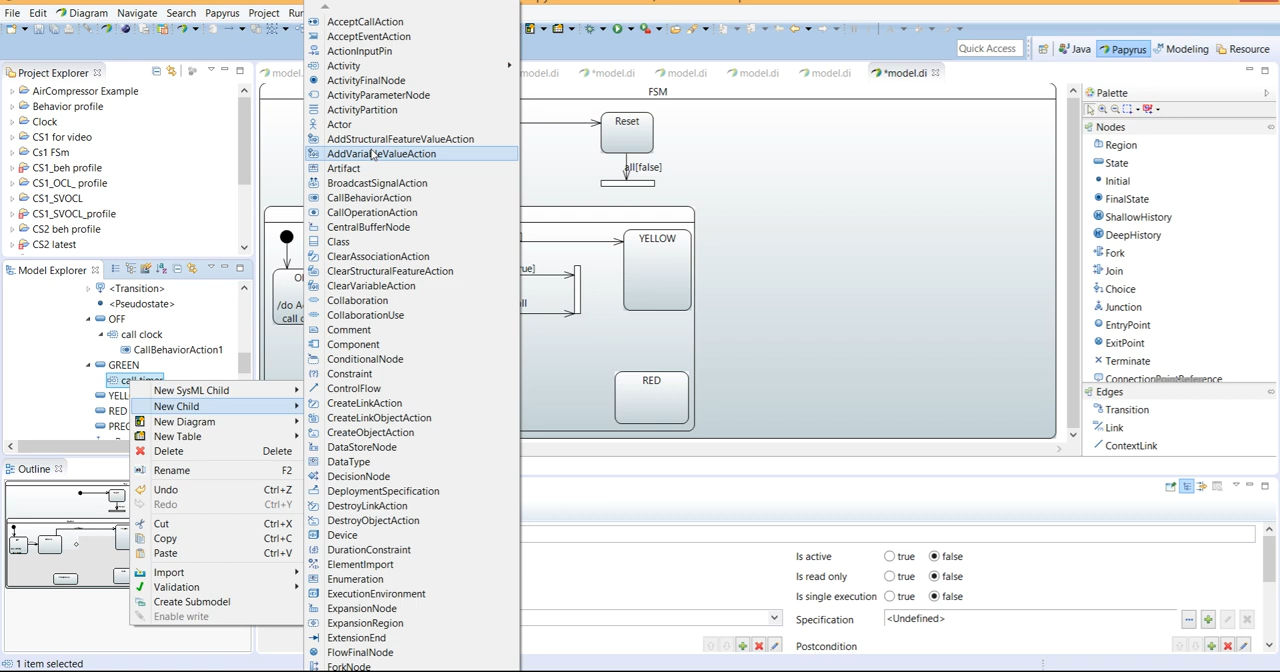 File Edit Diagram Navigate Search Papyrus Project
Quick Access
Java Papyrus Modeling Resource
Project Explorer
AirCompressor Example
Behavior profile
Clock
CS1 for video
Cs1 FSm
CS1_beh profile
CS1_OCL_ profile
CS1_SVOCL
CS1_SVOCL_profile
CS2 beh profile
CS2 latest
Model Explorer
<Transition>
<Pseudostate>
OFF
call clock
CallBehaviorAction1
GREEN
RED
Outline
1 item selected
New SysML Child
New Child
New Diagram
New Table
Delete Delete
Rename F2
Undo Ctrl+Z
Redo Ctrl+Y
Cut Ctrl+X
Copy Ctrl+C
Paste Ctrl+V
Import
Validation
Create Submodel
Enable write
AcceptCallAction
AcceptEventAction
ActionInputPin
Activity
ActivityFinalNode
ActivityParameterNode
ActivityPartition
Actor
AddStructuralFeatureValueAction
AddVariableValueAction
Artifact
BroadcastSignalAction
CallBehaviorAction
CallOperationAction
CentralBufferNode
Class
ClearAssociationAction
ClearStructuralFeatureAction
ClearVariableAction
Collaboration
CollaborationUse
Comment
Component
ConditionalNode
Constraint
ControlFlow
CreateLinkAction
CreateLinkObjectAction
CreateObjectAction
DataStoreNode
DataType
DecisionNode
DeploymentSpecification
DestroyLinkAction
DestroyObjectAction
Device
DurationConstraint
ElementImport
Enumeration
ExecutionEnvironment
ExpansionNode
ExpansionRegion
ExtensionEnd
FlowFinalNode
ForkNode
*model.di model.di model.di model.di *model.di
FSM
Reset
all[false]
YELLOW
RED
/do A
call c
Palette
Nodes
Region
State
Initial
FinalState
ShallowHistory
DeepHistory
Fork
Join
Choice
Junction
EntryPoint
ExitPoint
Terminate
ConnectionPointReference
Edges
Transition
Link
ContextLink
Is active true false
Is read only true false
Is single execution true false
Specification <Undefined>
Postcondition